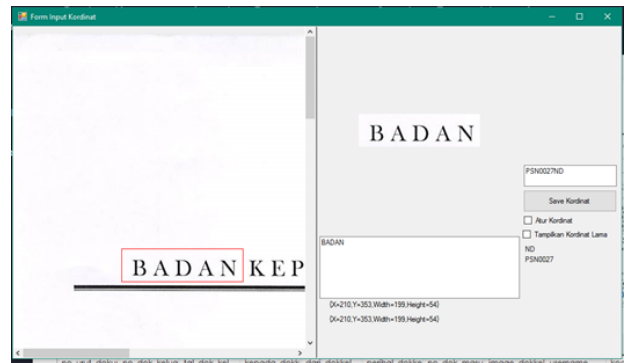 Form Input Kordinat
BADAN KEP
BADAN
PSN0027ND
Save Kordinat
Atur Kordinat
Tampilkan Kordinat Lama
ND
PSN0027
BADAN
{X=210,Y=353,Width=199,Height=54}
{X=210,Y=353,Width=199,Height=54}